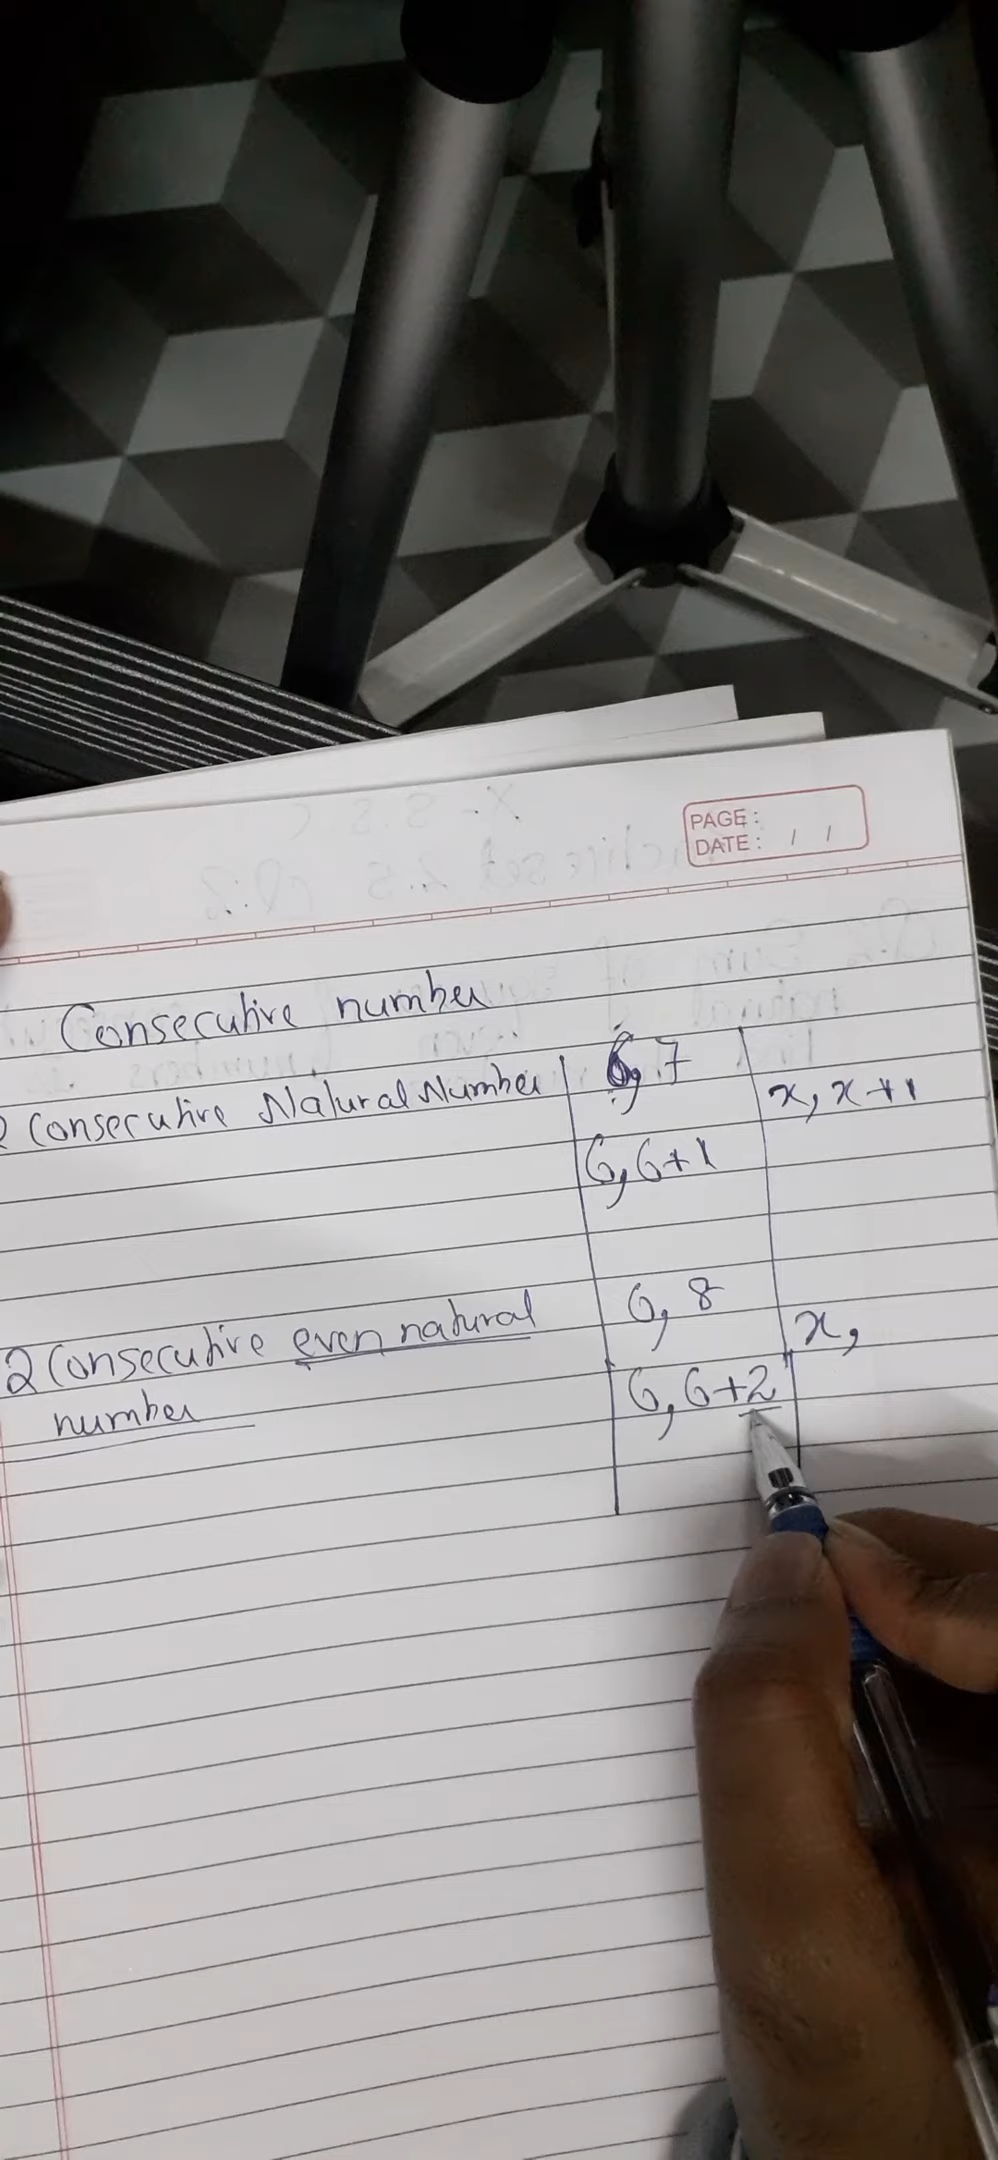 PAGE :
DATE : / /
Consecutive number
2 Consecutive Natural Number 6, 7 x, x+1
6, 6+1
2 Consecutive even natural 6, 8 x,
number 6, 6+2